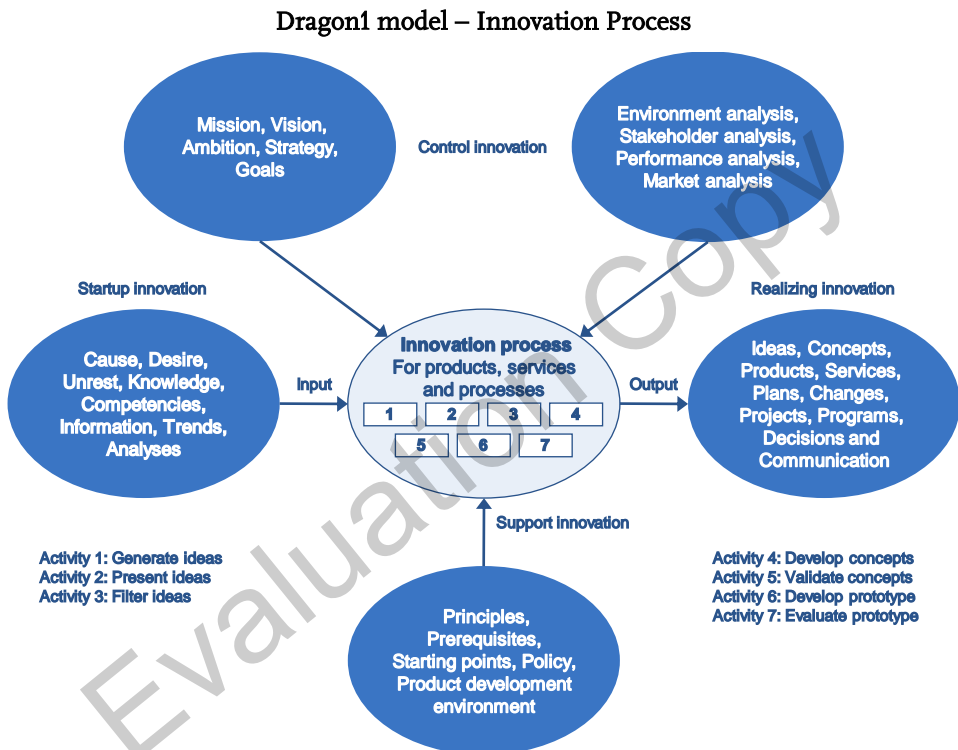 Dragon1 model – Innovation Process
Mission, Vision,
Ambition, Strategy,
Goals
Control innovation
Environment analysis,
Stakeholder analysis,
Performance analysis,
Market analysis
Startup innovation
Realizing innovation
Cause, Desire,
Unrest, Knowledge,
Competencies,
Information, Trends,
Analyses
Input
Innovation process
For products, services
and processes
1 2 3 4
5 6 7
Output
Ideas, Concepts,
Products, Services,
Plans, Changes,
Projects, Programs,
Decisions and
Communication
Support innovation
Activity 1: Generate ideas
Activity 2: Present ideas
Activity 3: Filter ideas
Activity 4: Develop concepts
Activity 5: Validate concepts
Activity 6: Develop prototype
Activity 7: Evaluate prototype
Principles,
Prerequisites,
Starting points, Policy,
Product development
environment
Evaluation Copy